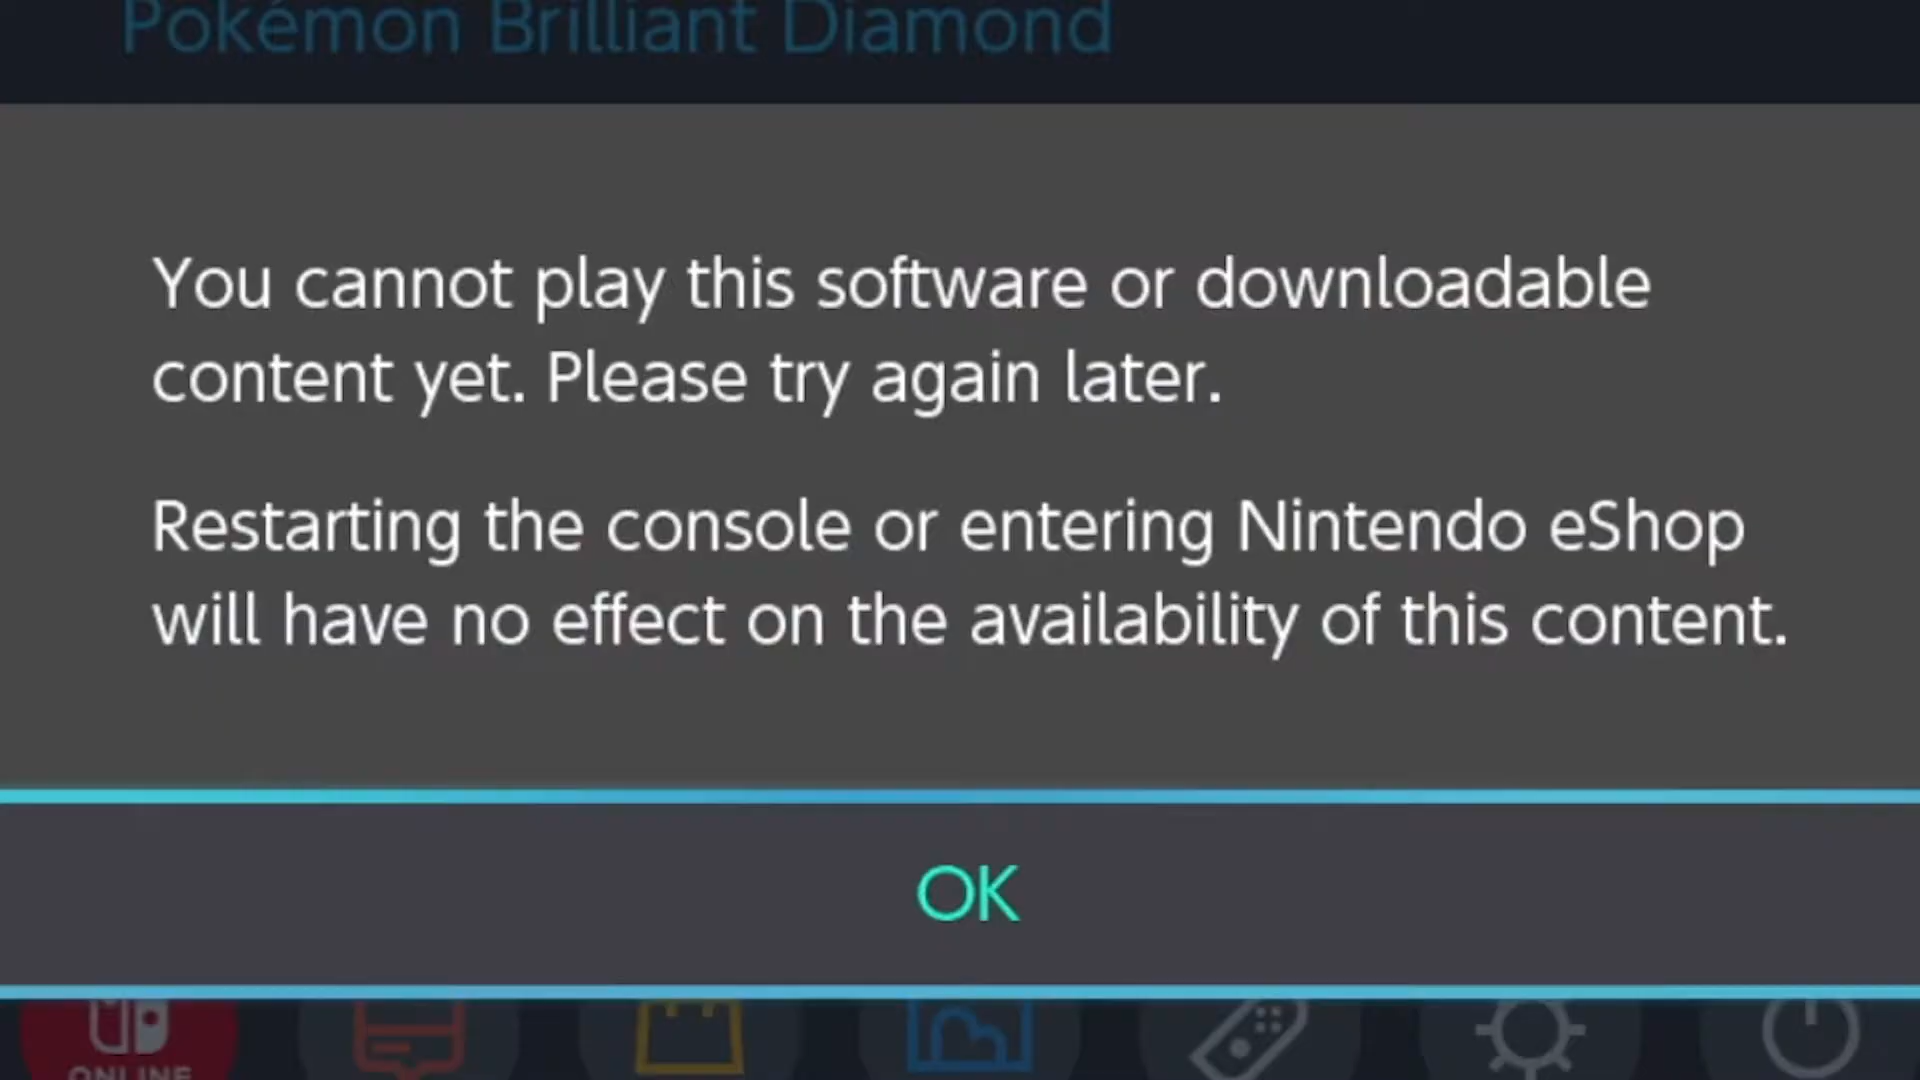 Pokémon Brilliant Diamond
You cannot play this software or downloadable
content yet. Please try again later.
Restarting the console or entering Nintendo eShop
will have no effect on the availability of this content.
OK
ONLINE